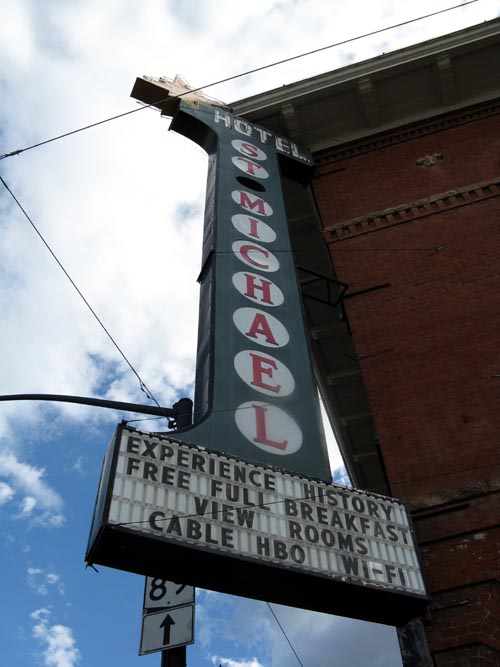 HOTEL
ST MICHAEL
EXPERIENCE HISTORY
FREE FULL BREAKFAST
VIEW ROOMS
CABLE HBO WI-FI